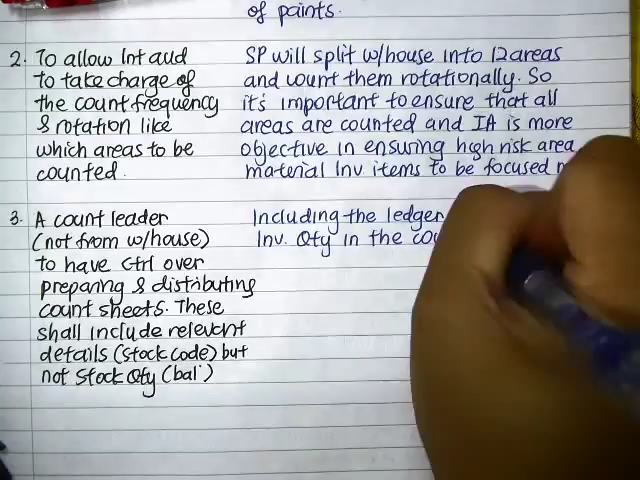 of paints.
2. To allow Int aud
to take charge of
the count frequency
& rotation like
which areas to be
counted.
SP will split w/house into 12 areas
and count them rotationally. So
it's important to ensure that all
areas are counted and IA is more
objective in ensuring high risk area
material Inv items to be focused
3. A count leader
(not from w/house)
to have ctrl over
preparing & distributing
count sheets. These
shall include relevant
details (stock code) but
not stock Qty (bal')
Including the ledger
Inv. Qty in the